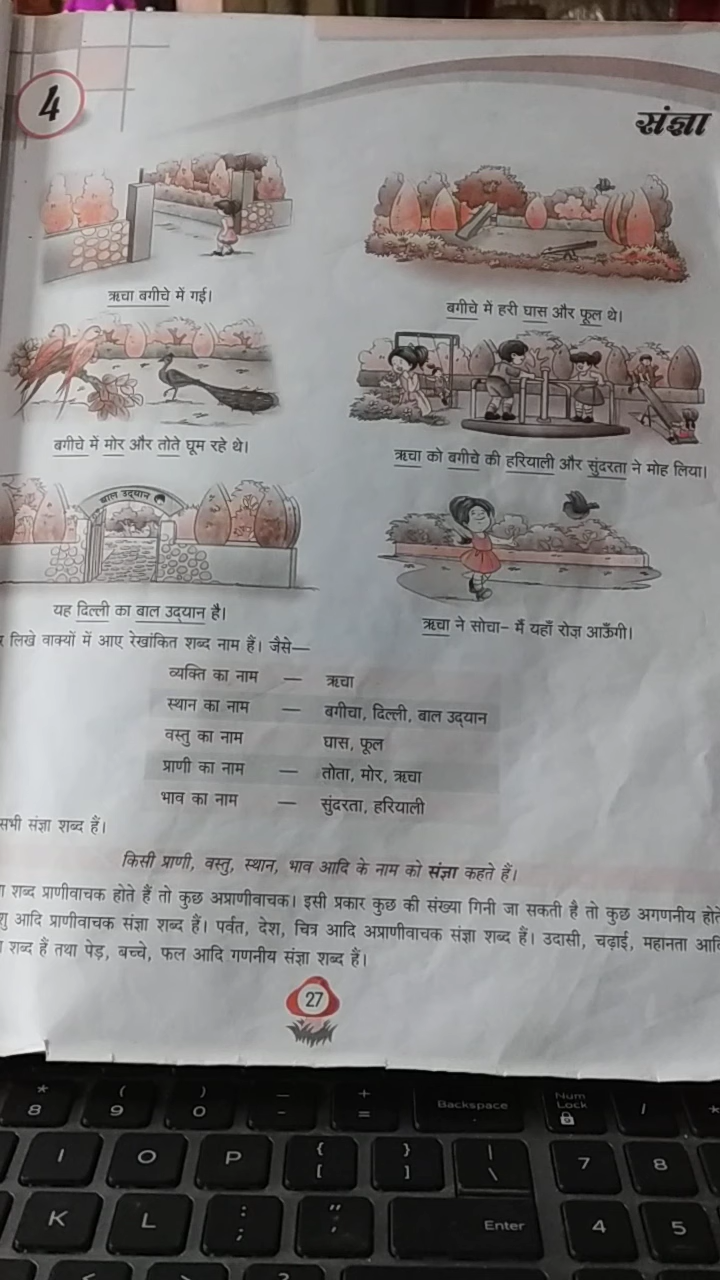 4
संज्ञा
ऋचा बगीचे में गई।
बगीचे में हरी घास और फूल थे।
बगीचे में मोर और तोते घूम रहे थे।
ऋचा को बगीचे की हरियाली और सुंदरता ने मोह लिया।
बाल उद्यान
यह दिल्ली का बाल उद्यान है।
ऋचा ने सोचा– मैं यहाँ रोज़ आऊँगी।
लिखे वाक्यों में आए रेखांकित शब्द नाम हैं। जैसे—
व्यक्ति का नाम — ऋचा
स्थान का नाम — बगीचा, दिल्ली, बाल उद्यान
वस्तु का नाम घास, फूल
प्राणी का नाम — तोता, मोर, ऋचा
भाव का नाम — सुंदरता, हरियाली
सभी संज्ञा शब्द हैं।
किसी प्राणी, वस्तु, स्थान, भाव आदि के नाम को संज्ञा कहते हैं।
शब्द प्राणीवाचक होते हैं तो कुछ अप्राणीवाचक। इसी प्रकार कुछ की संख्या गिनी जा सकती है तो कुछ अगणनीय होते
आदि प्राणीवाचक संज्ञा शब्द हैं। पर्वत, देश, चित्र आदि अप्राणीवाचक संज्ञा शब्द हैं। उदासी, चढ़ाई, महानता आदि
शब्द हैं तथा पेड़, बच्चे, फल आदि गणनीय संज्ञा शब्द हैं।
27
* 8 ( 9 ) 0 — - + = Backspace Num Lock / *
I O P { [ } ] | \ 7 8
K L : ; " ' Enter 4 5
?